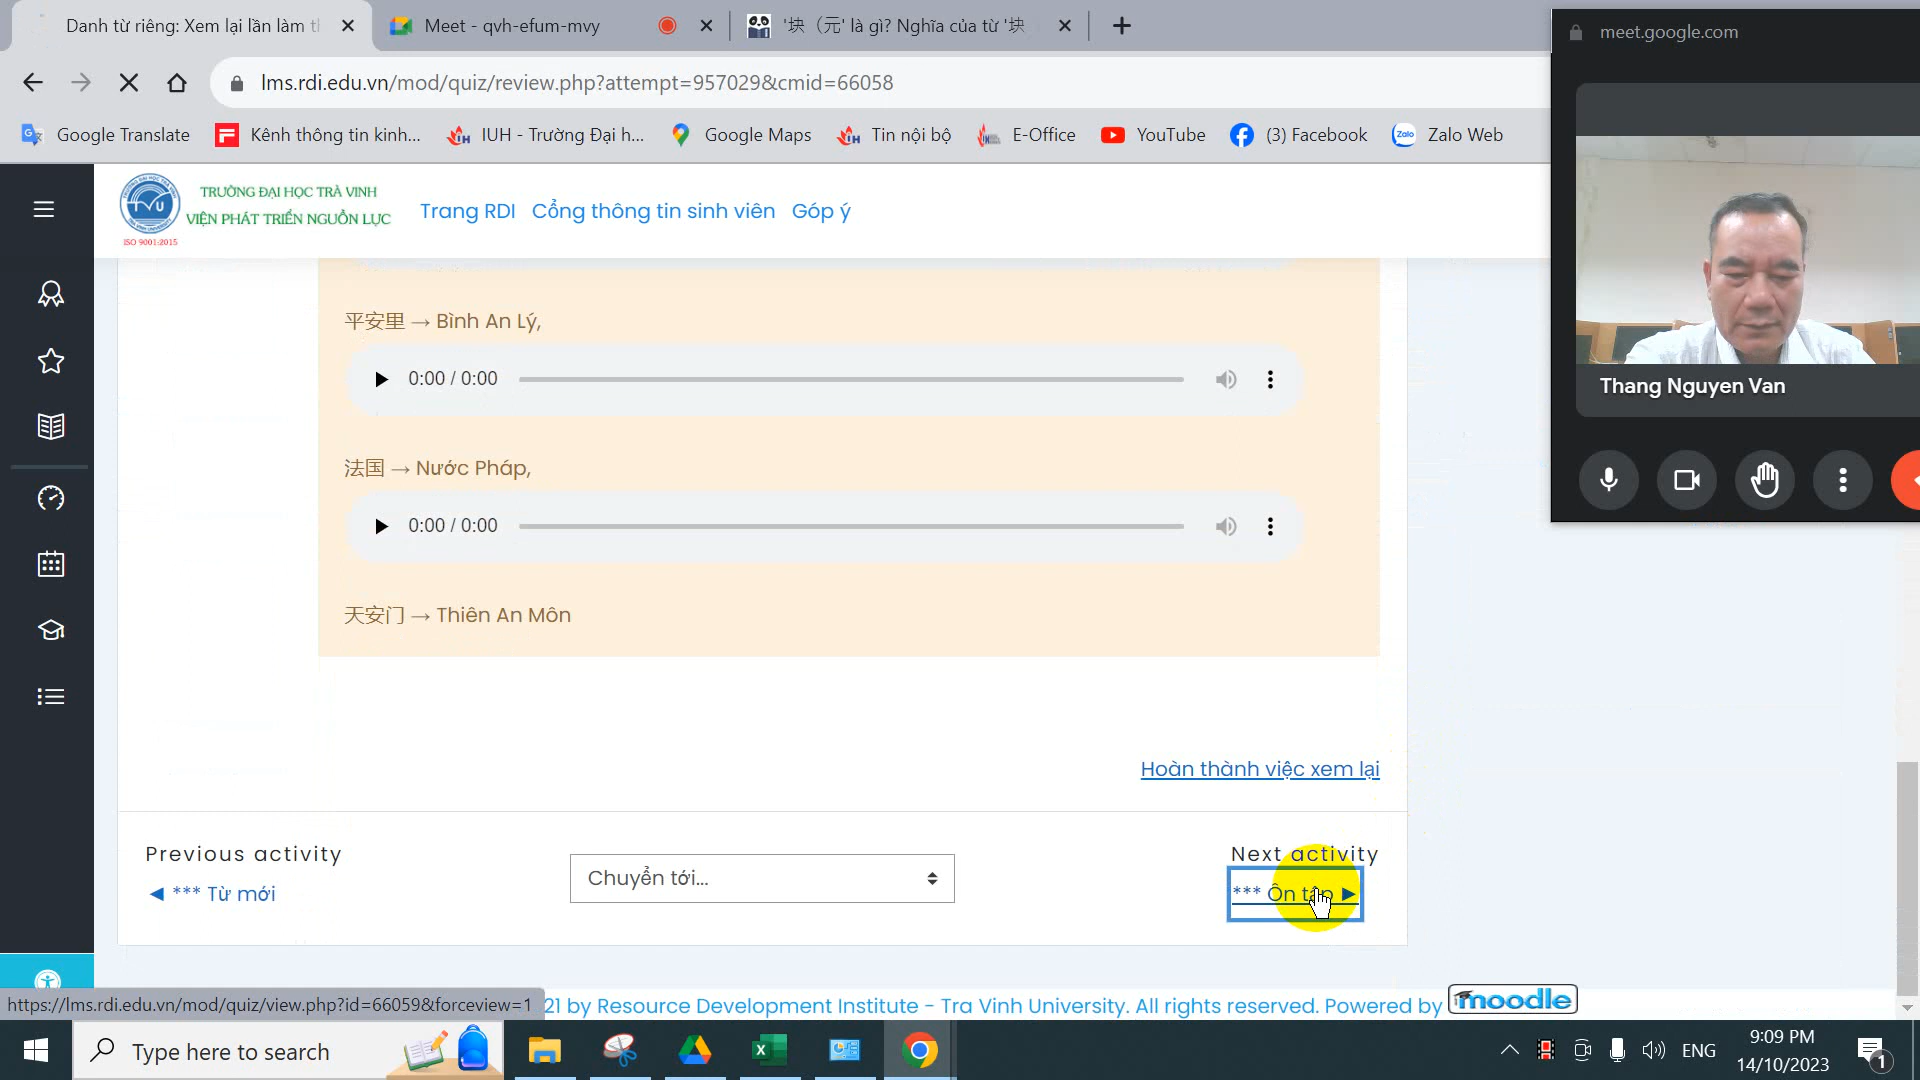 Danh từ riêng: Xem lại lần làm th
Meet - qvh-efum-mvy
'块（元' là gì? Nghĩa của từ '块
meet.google.com
lms.rdi.edu.vn/mod/quiz/review.php?attempt=957029&cmid=66058
Google Translate
Kênh thông tin kinh...
IUH - Trường Đại h...
Google Maps
Tin nội bộ
E-Office
YouTube
(3) Facebook
Zalo Web
TRƯỜNG ĐẠI HỌC TRÀ VINH
VIỆN PHÁT TRIỂN NGUỒN LỰC
ISO 9001:2015
Trang RDI
Cổng thông tin sinh viên
Góp ý
平安里 → Bình An Lý,
0:00 / 0:00
法国 → Nước Pháp,
0:00 / 0:00
天安门 → Thiên An Môn
Thang Nguyen Van
Hoàn thành việc xem lại
Previous activity
◄ *** Từ mới
Chuyển tới...
Next activity
*** Ôn tập ►
https://lms.rdi.edu.vn/mod/quiz/view.php?id=66059&forceview=1
21 by Resource Development Institute - Tra Vinh University. All rights reserved. Powered by moodle
Type here to search
ENG
9:09 PM
14/10/2023
1